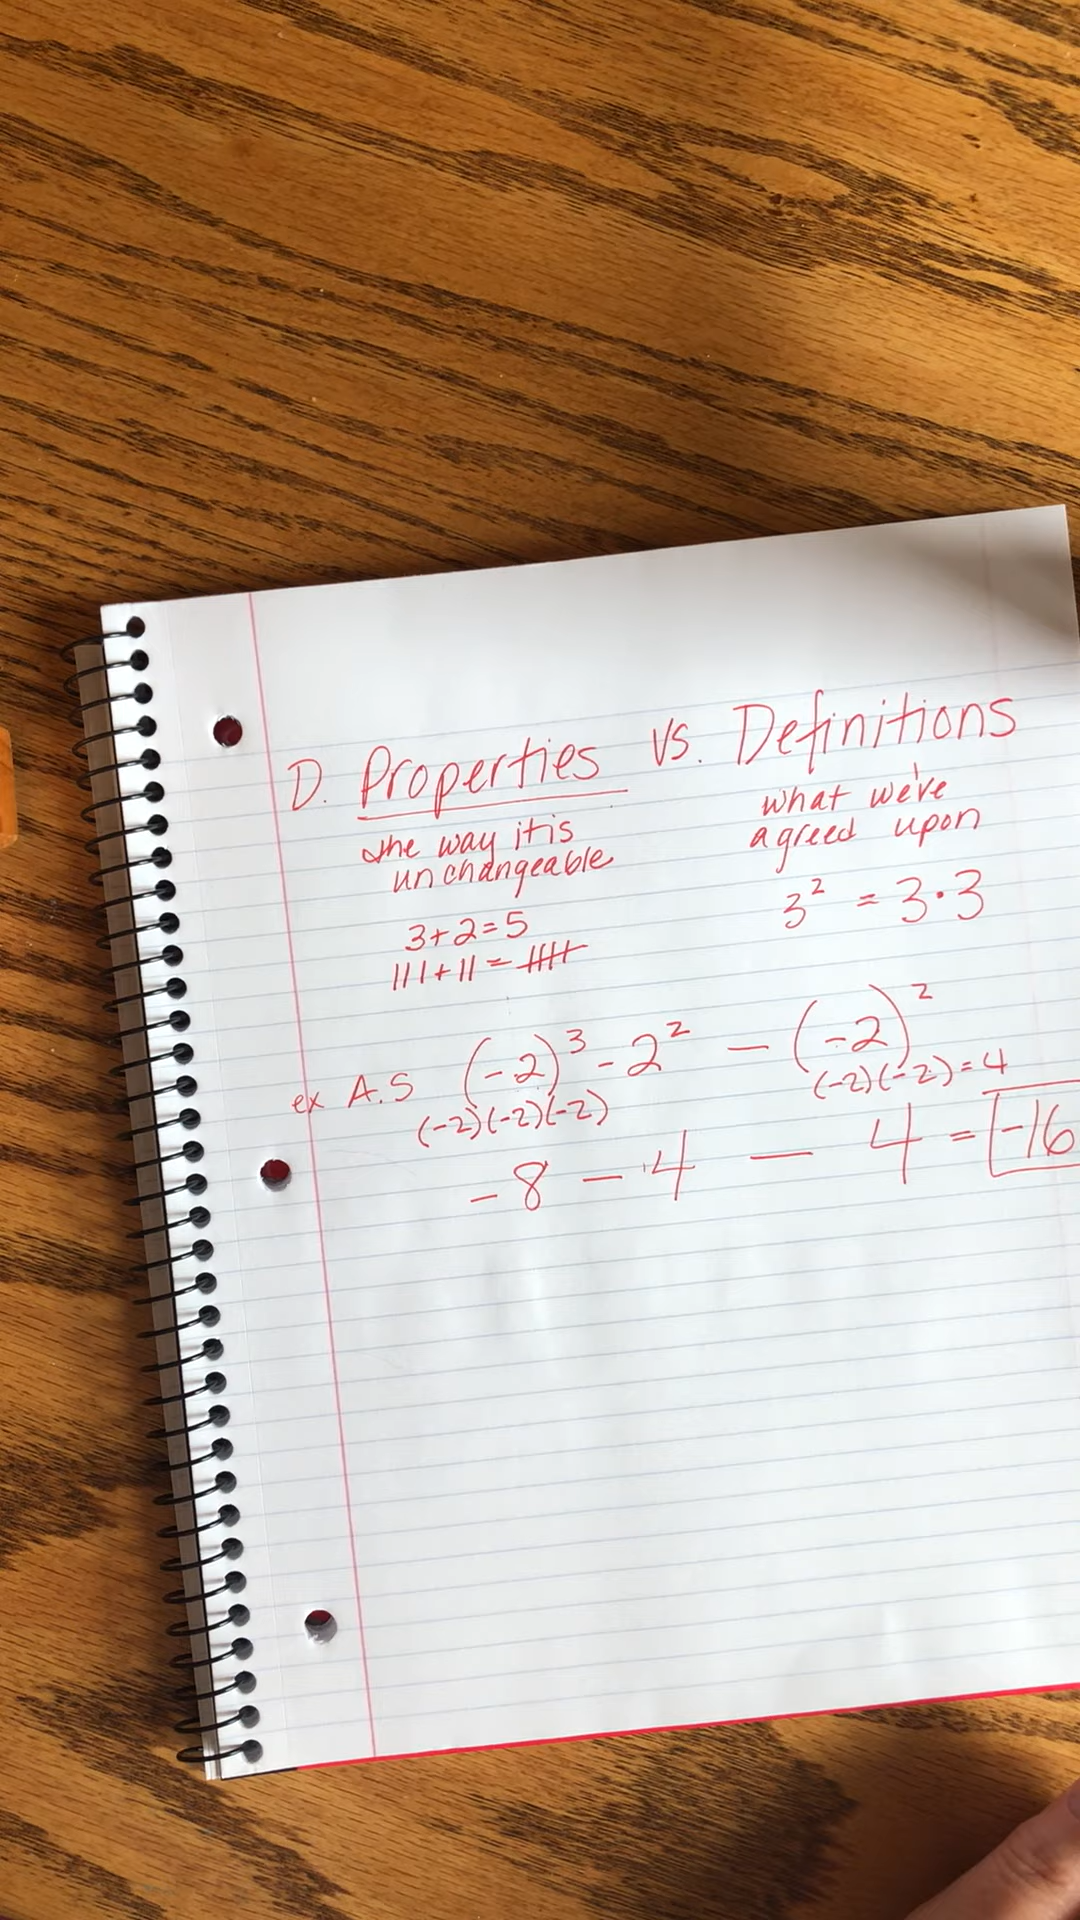 D. Properties vs. Definitions
the way it is
unchangeable
3+2=5
111+11=卌
what we've
agreed upon
3² = 3·3
ex A.S (-2)³ - 2² - (-2)²
(-2)(-2)(-2)
(-2)(-2)=4
-8 - 4 - 4 = -16